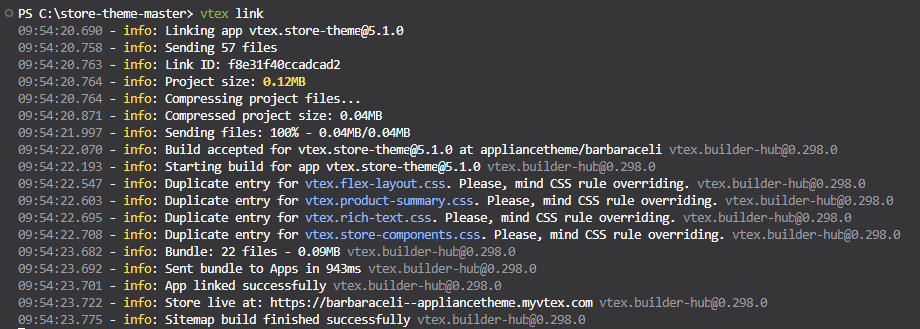 PS C:\store-theme-master> vtex link
09:54:20.690 - info: Linking app vtex.store-theme@5.1.0
09:54:20.758 - info: Sending 57 files
09:54:20.763 - info: Link ID: f8e31f40ccadcad2
09:54:20.764 - info: Project size: 0.12MB
09:54:20.764 - info: Compressing project files...
09:54:20.871 - info: Compressed project size: 0.04MB
09:54:21.997 - info: Sending files: 100% - 0.04MB/0.04MB
09:54:22.070 - info: Build accepted for vtex.store-theme@5.1.0 at appliancetheme/barbaraceli vtex.builder-hub@0.298.0
09:54:22.193 - info: Starting build for app vtex.store-theme@5.1.0 vtex.builder-hub@0.298.0
09:54:22.547 - info: Duplicate entry for vtex.flex-layout.css. Please, mind CSS rule overriding. vtex.builder-hub@0.298.0
09:54:22.603 - info: Duplicate entry for vtex.product-summary.css. Please, mind CSS rule overriding. vtex.builder-hub@0.298.0
09:54:22.695 - info: Duplicate entry for vtex.rich-text.css. Please, mind CSS rule overriding. vtex.builder-hub@0.298.0
09:54:22.708 - info: Duplicate entry for vtex.store-components.css. Please, mind CSS rule overriding. vtex.builder-hub@0.298.0
09:54:23.682 - info: Bundle: 22 files - 0.09MB vtex.builder-hub@0.298.0
09:54:23.692 - info: Sent bundle to Apps in 943ms vtex.builder-hub@0.298.0
09:54:23.701 - info: App linked successfully vtex.builder-hub@0.298.0
09:54:23.722 - info: Store live at: https://barbaraceli--appliancetheme.myvtex.com vtex.builder-hub@0.298.0
09:54:23.775 - info: Sitemap build finished successfully vtex.builder-hub@0.298.0